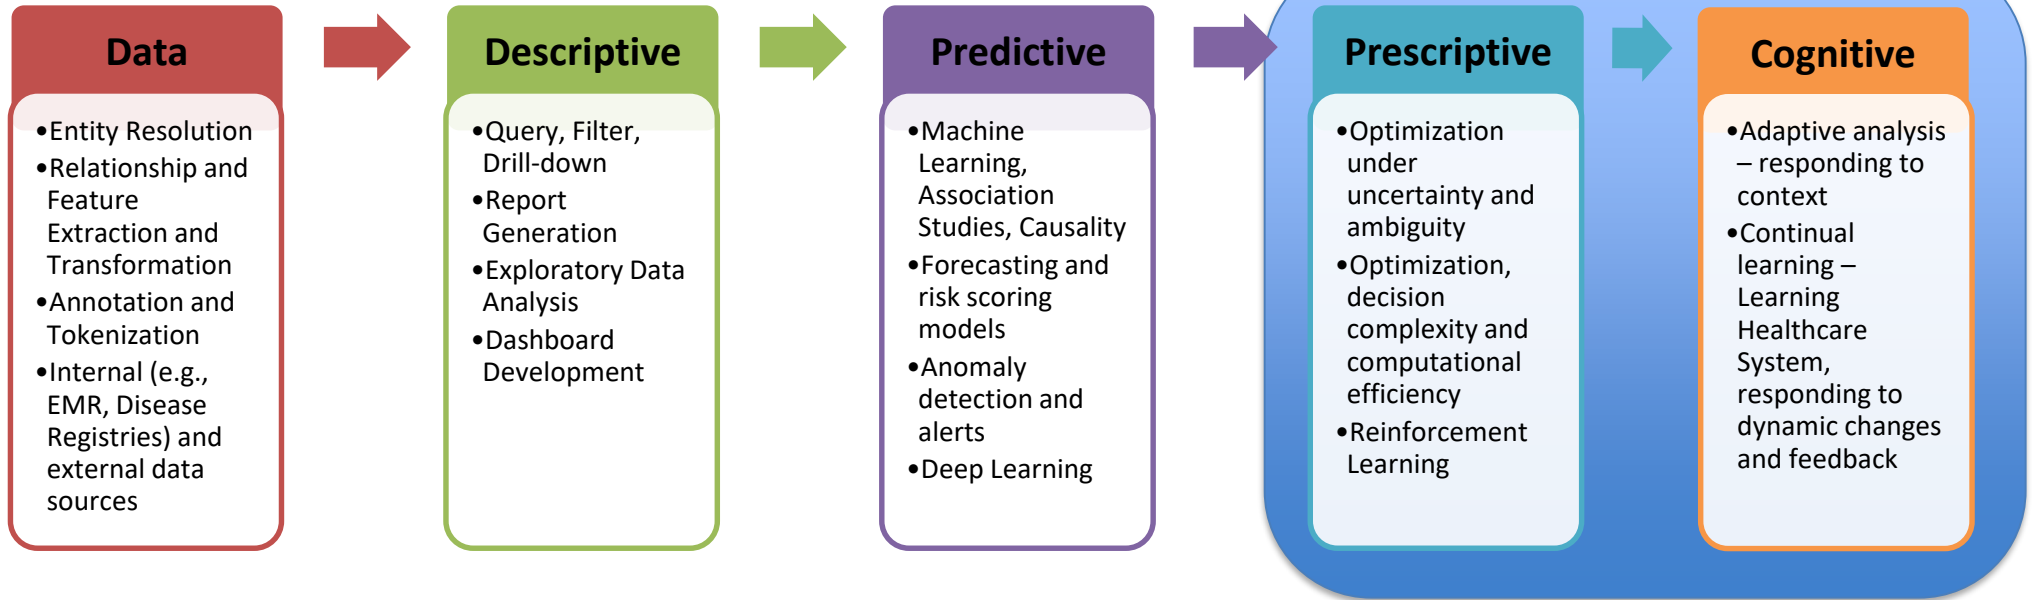 Data
•Entity Resolution
•Relationship and
Feature
Extraction and
Transformation
•Annotation and
Tokenization
•Internal (e.g.,
EMR, Disease
Registries) and
external data
sources
Descriptive
•Query, Filter,
Drill-down
•Report
Generation
•Exploratory Data
Analysis
•Dashboard
Development
Predictive
•Machine
Learning,
Association
Studies, Causality
•Forecasting and
risk scoring
models
•Anomaly
detection and
alerts
•Deep Learning
Prescriptive
•Optimization
under
uncertainty and
ambiguity
•Optimization,
decision
complexity and
computational
efficiency
•Reinforcement
Learning
Cognitive
•Adaptive analysis
– responding to
context
•Continual
learning –
Learning
Healthcare
System,
responding to
dynamic changes
and feedback